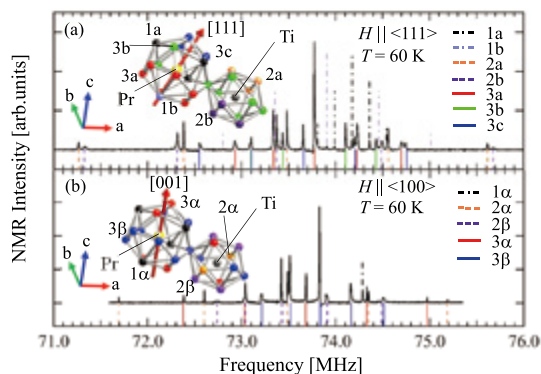 NMR Intensity [arb.units]
(a)
1a
[111]
3b
3c
3a
Pr
1b
Ti
2a
2b
b
c
a
H || <111>
T = 60 K
1a
1b
2a
2b
3a
3b
3c
(b)
[001]
3α
3β
2α
Ti
Pr
1α
2β
b
c
a
H || <100>
T = 60 K
1α
2α
2β
3α
3β
71.0 72.0 73.0 74.0 75.0 76.0
Frequency [MHz]